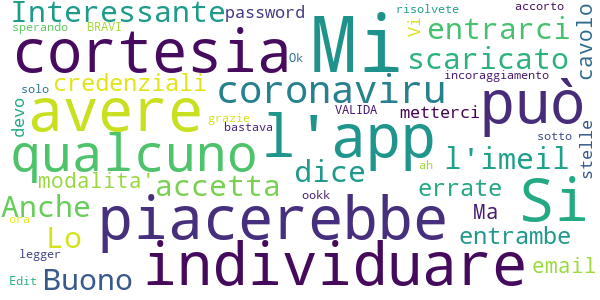 Interessante password risolvete accorto
sperando BRAVI Mi Vi entrarci cavolo
cortesia Ok scaricato
credenziali coronaviru incoraggiamento può
devo avere solo grazie VALIDA metterci
bastava l'app sotto stelle
qualcuno dice l'imeil
modalita' accetta ah errate Si
Anche ookk Ma
ora Lo piacerebbe entrambe
legger individuare email
Edit Buono